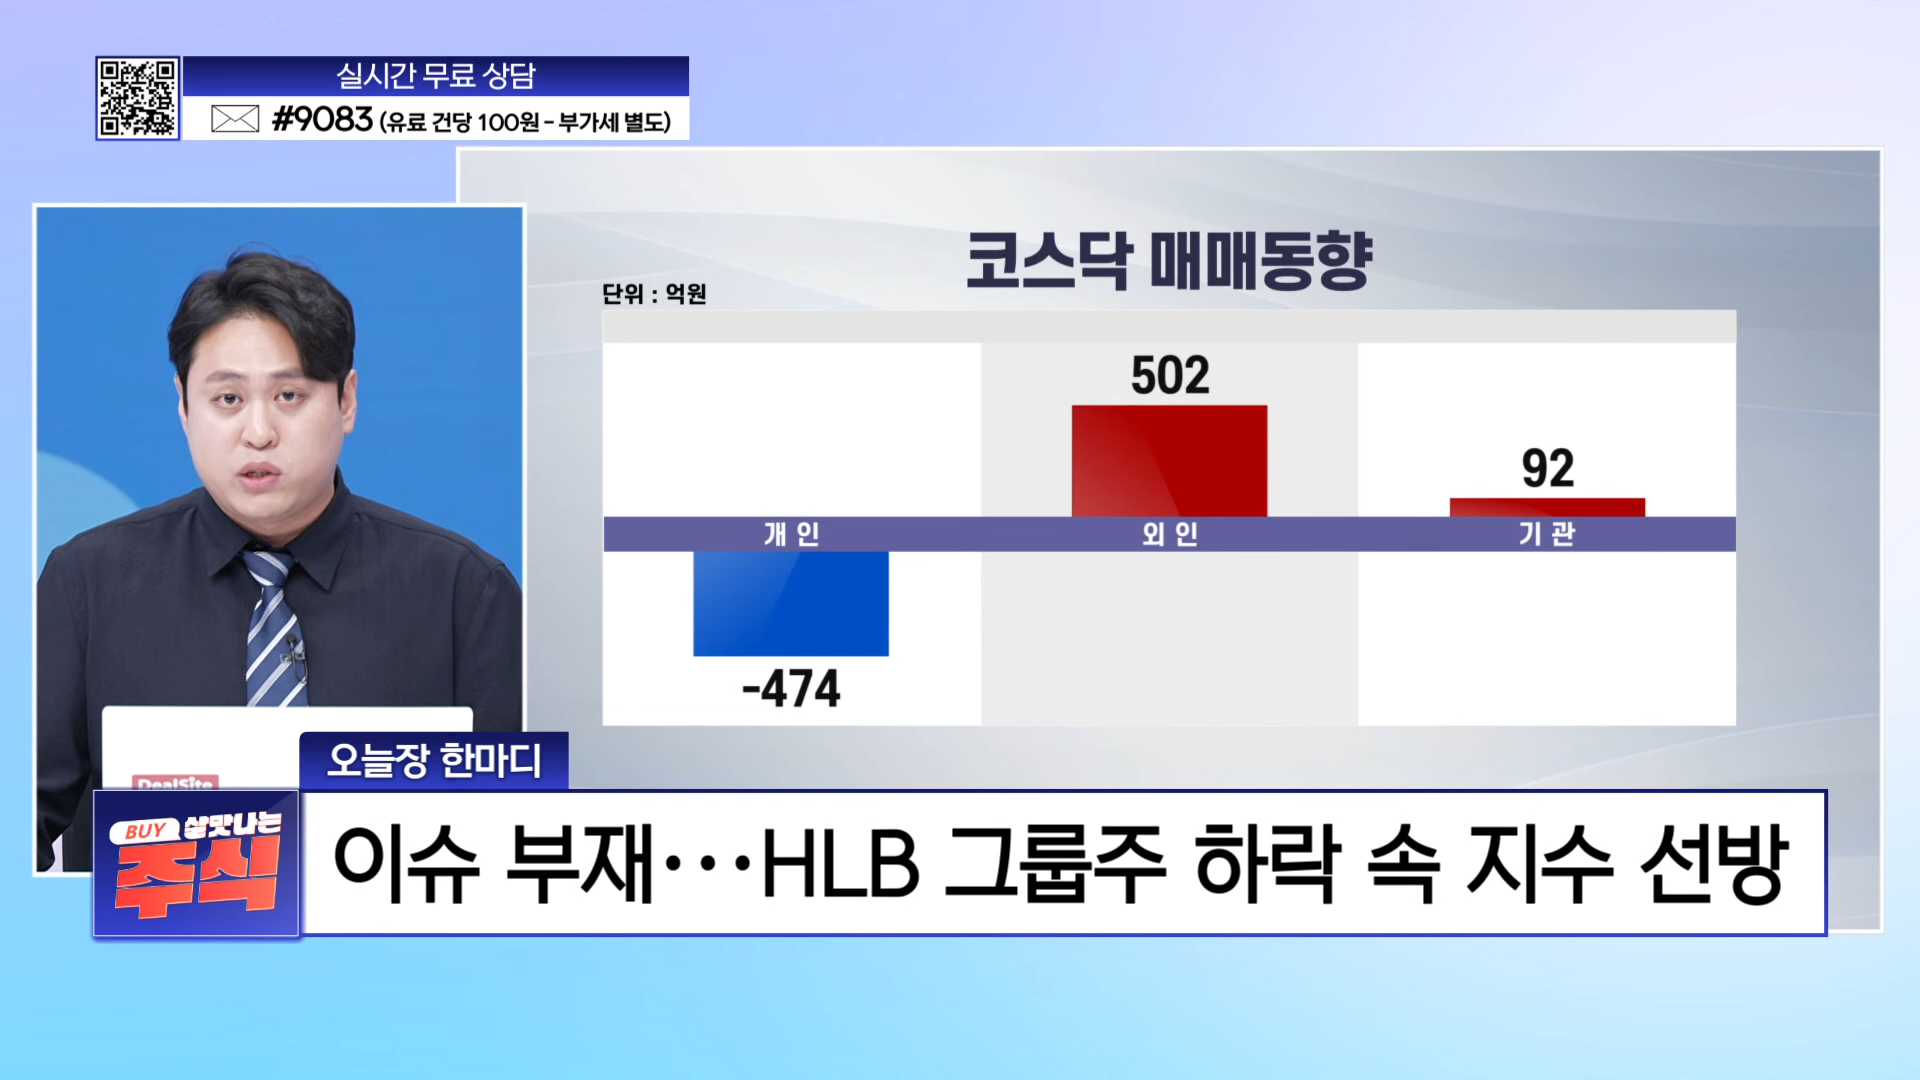 실시간 무료 상담
#9083 (유료 건당 100원 - 부가세 별도)
코스닥 매매동향
단위 : 억원
502
92
개인 외인 기관
-474
DealSite
오늘장 한마디
BUY 살맛나는
주식
이슈 부재···HLB 그룹주 하락 속 지수 선방